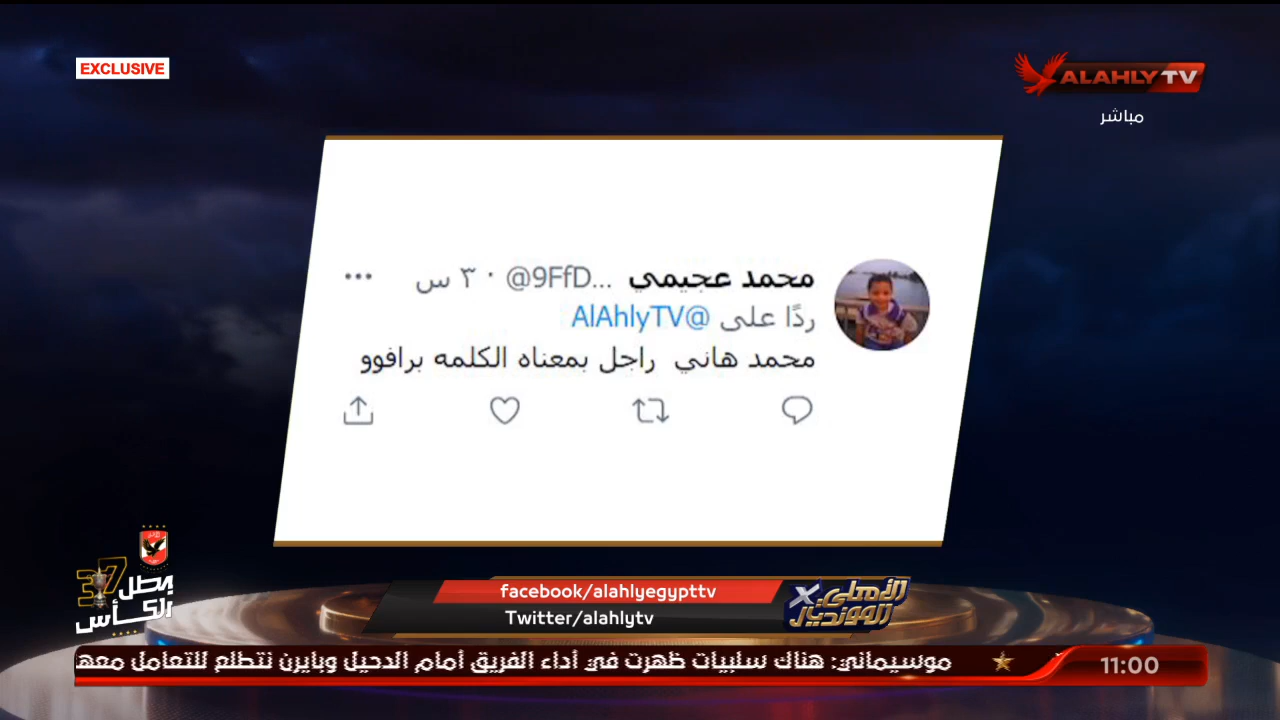 EXCLUSIVE
ALAHLY TV
مباشر
محمد عجيمي @9FfD... · ٣ س
ردًا على @AlAhlyTV
محمد هاني راجل بمعناه الكلمه برافوو
بطل 37
الكأس
facebook/alahlyegypttv
Twitter/alahlytv
الأهلي X
المونديال
11:00
موسيماني: هناك سلبيات ظهرت في أداء الفريق أمام الدحيل وبايرن نتطلع للتعامل معه